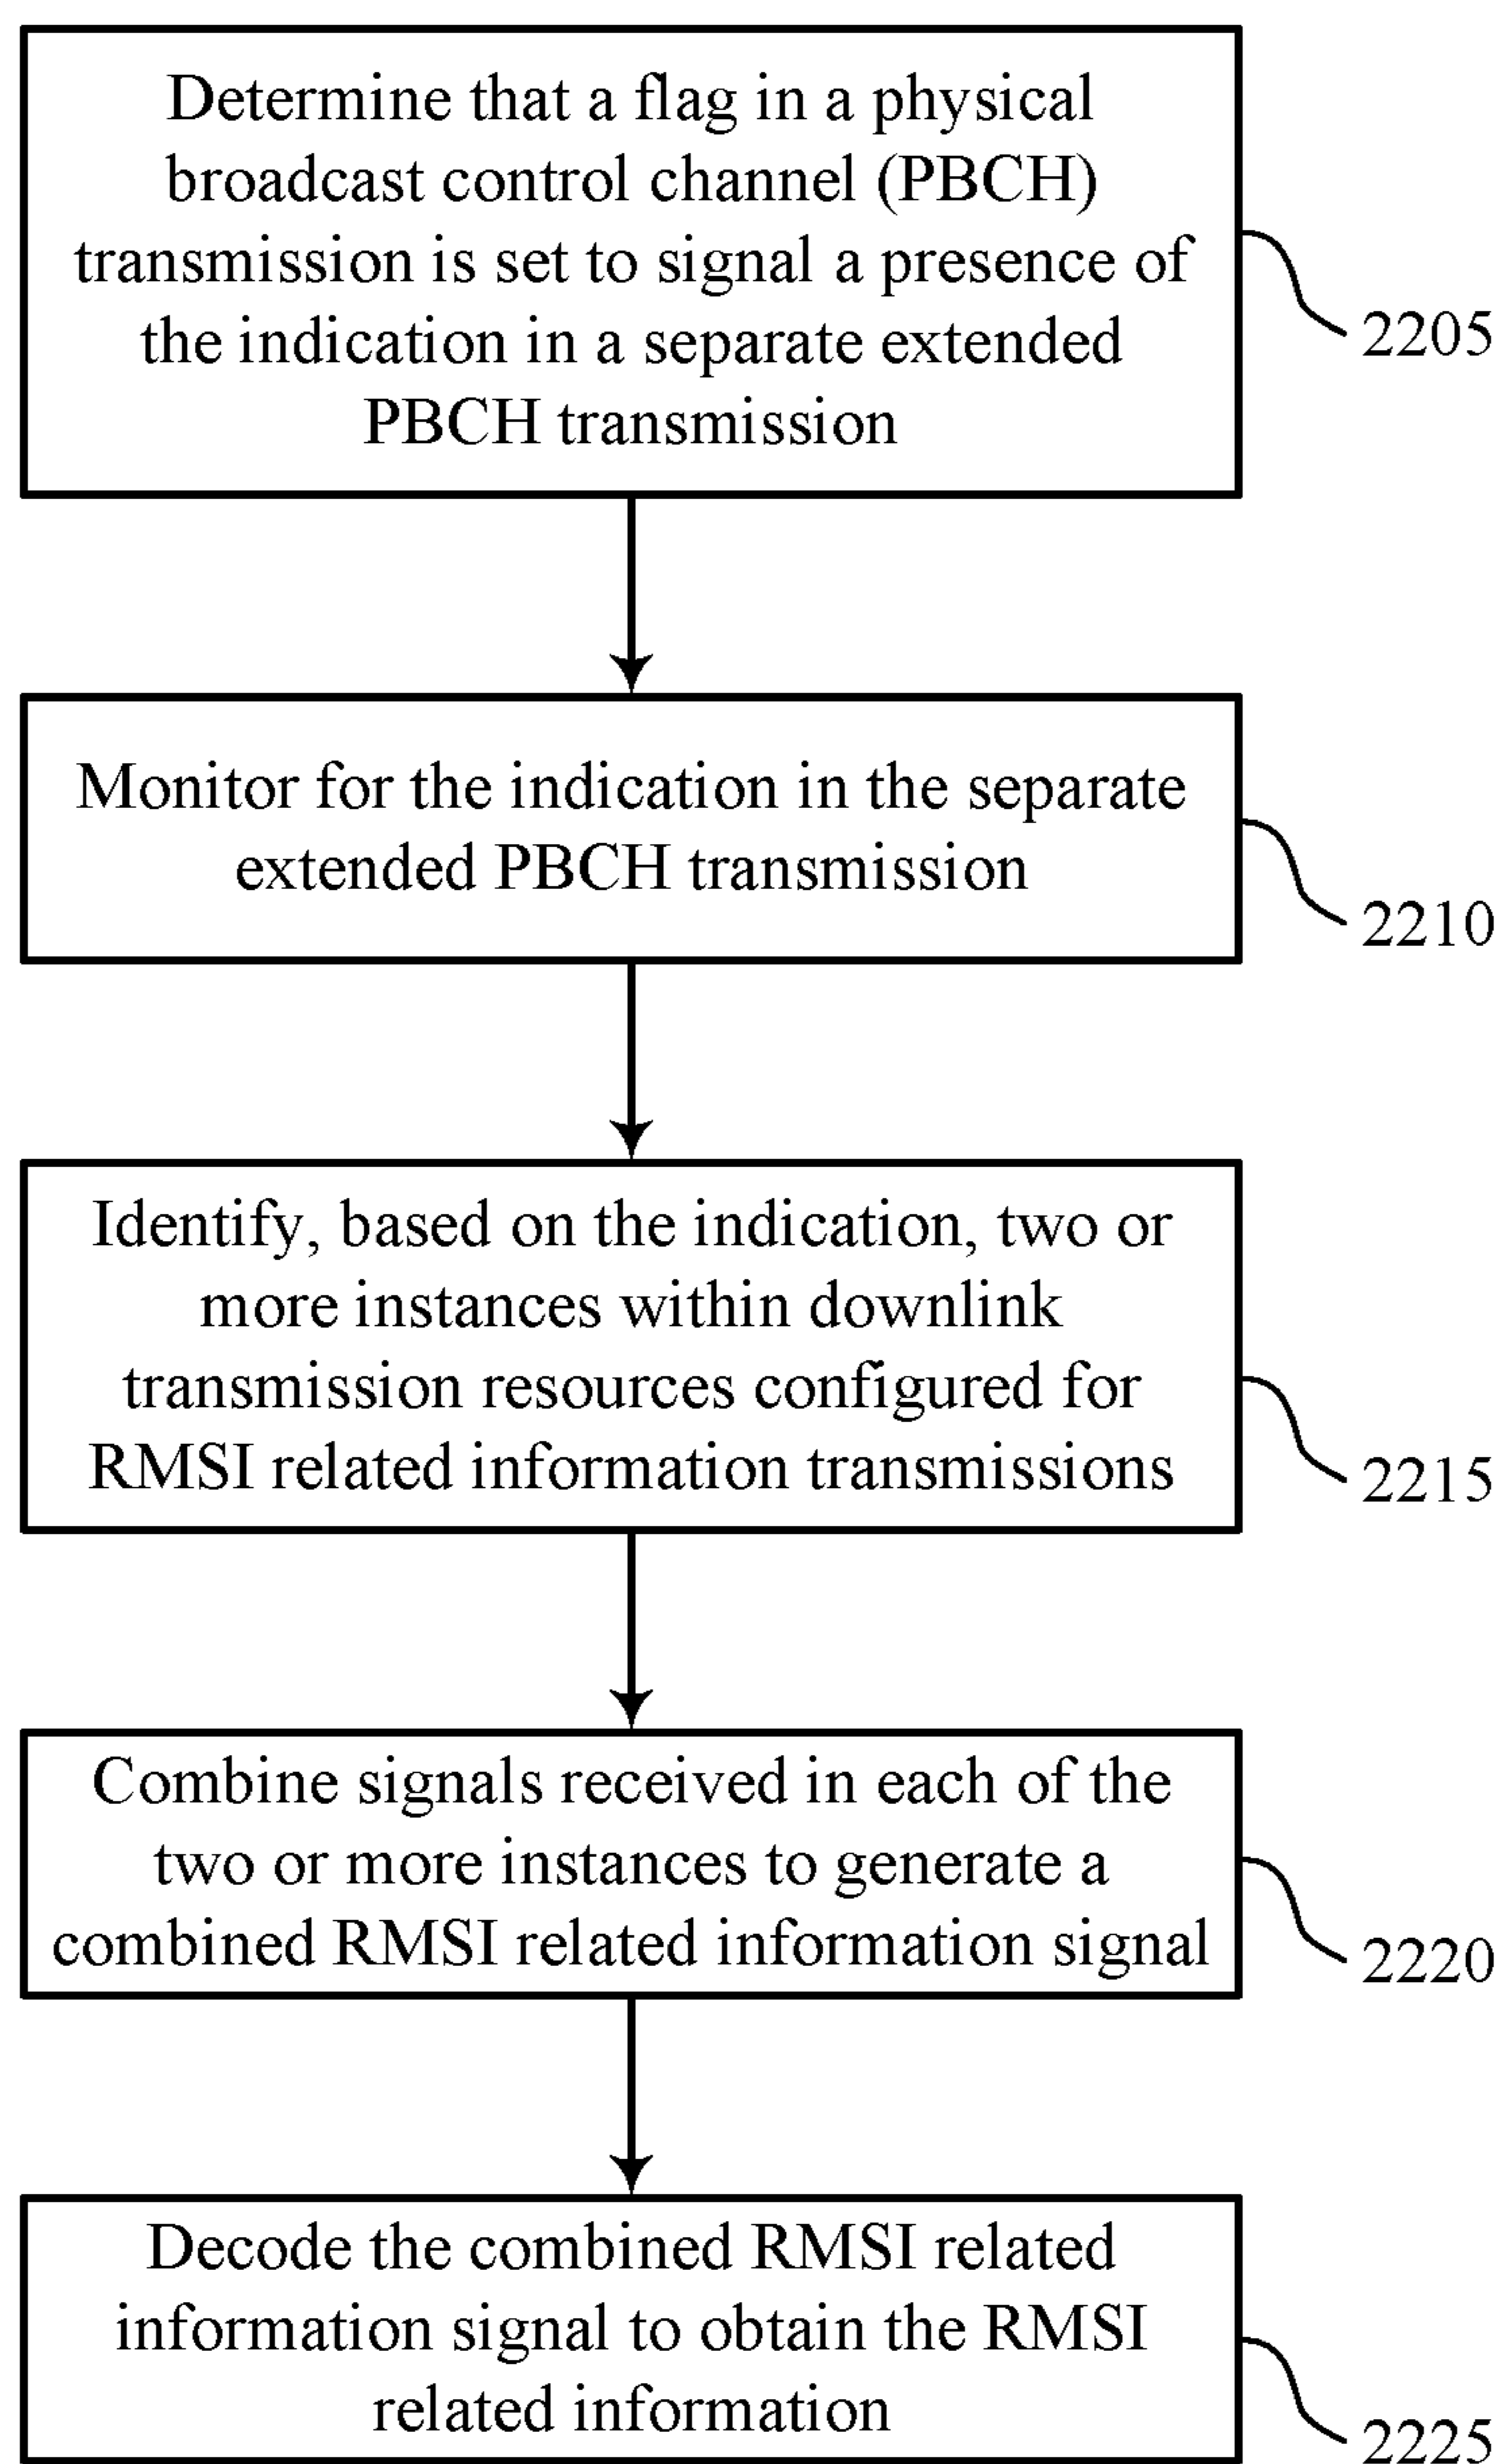 Determine that a flag in a physical
broadcast control channel (PBCH)
transmission is set to signal a presence of
the indication in a separate extended
PBCH transmission
2205
Monitor for the indication in the separate
extended PBCH transmission
2210
Identify, based on the indication, two or
more instances within downlink
transmission resources configured for
RMSI related information transmissions
2215
Combine signals received in each of the
two or more instances to generate a
combined RMSI related information signal
2220
Decode the combined RMSI related
information signal to obtain the RMSI
related information
2225